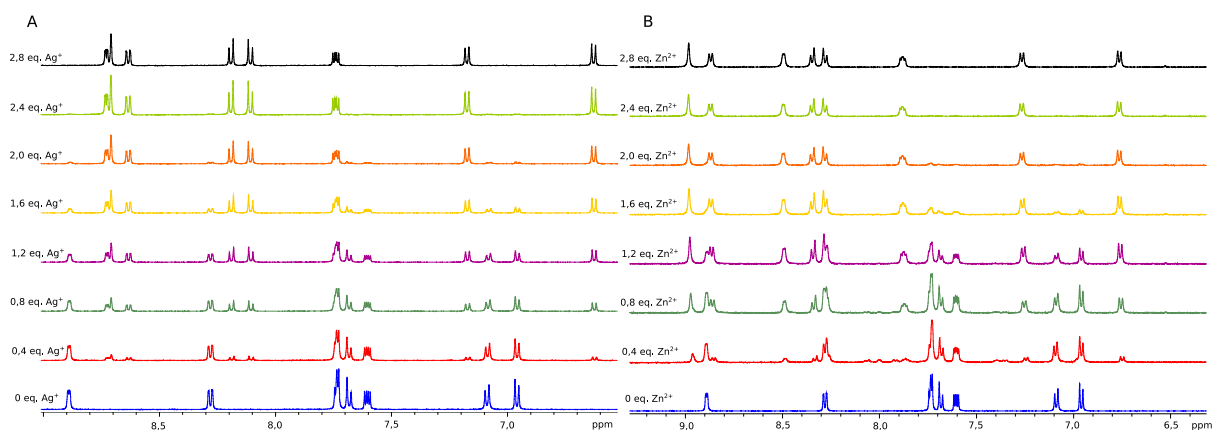 A
2,8 eq. Ag⁺
2,4 eq. Ag⁺
2,0 eq. Ag⁺
1,6 eq. Ag⁺
1,2 eq. Ag⁺
0,8 eq. Ag⁺
0,4 eq. Ag⁺
0 eq. Ag⁺
8,5
8,0
7,5
7,0
ppm
B
2,8 eq. Zn²⁺
2,4 eq. Zn²⁺
2,0 eq. Zn²⁺
1,6 eq. Zn²⁺
1,2 eq. Zn²⁺
0,8 eq. Zn²⁺
0,4 eq. Zn²⁺
0 eq. Zn²⁺
9,0
8,5
8,0
7,5
7,0
6,5
ppm